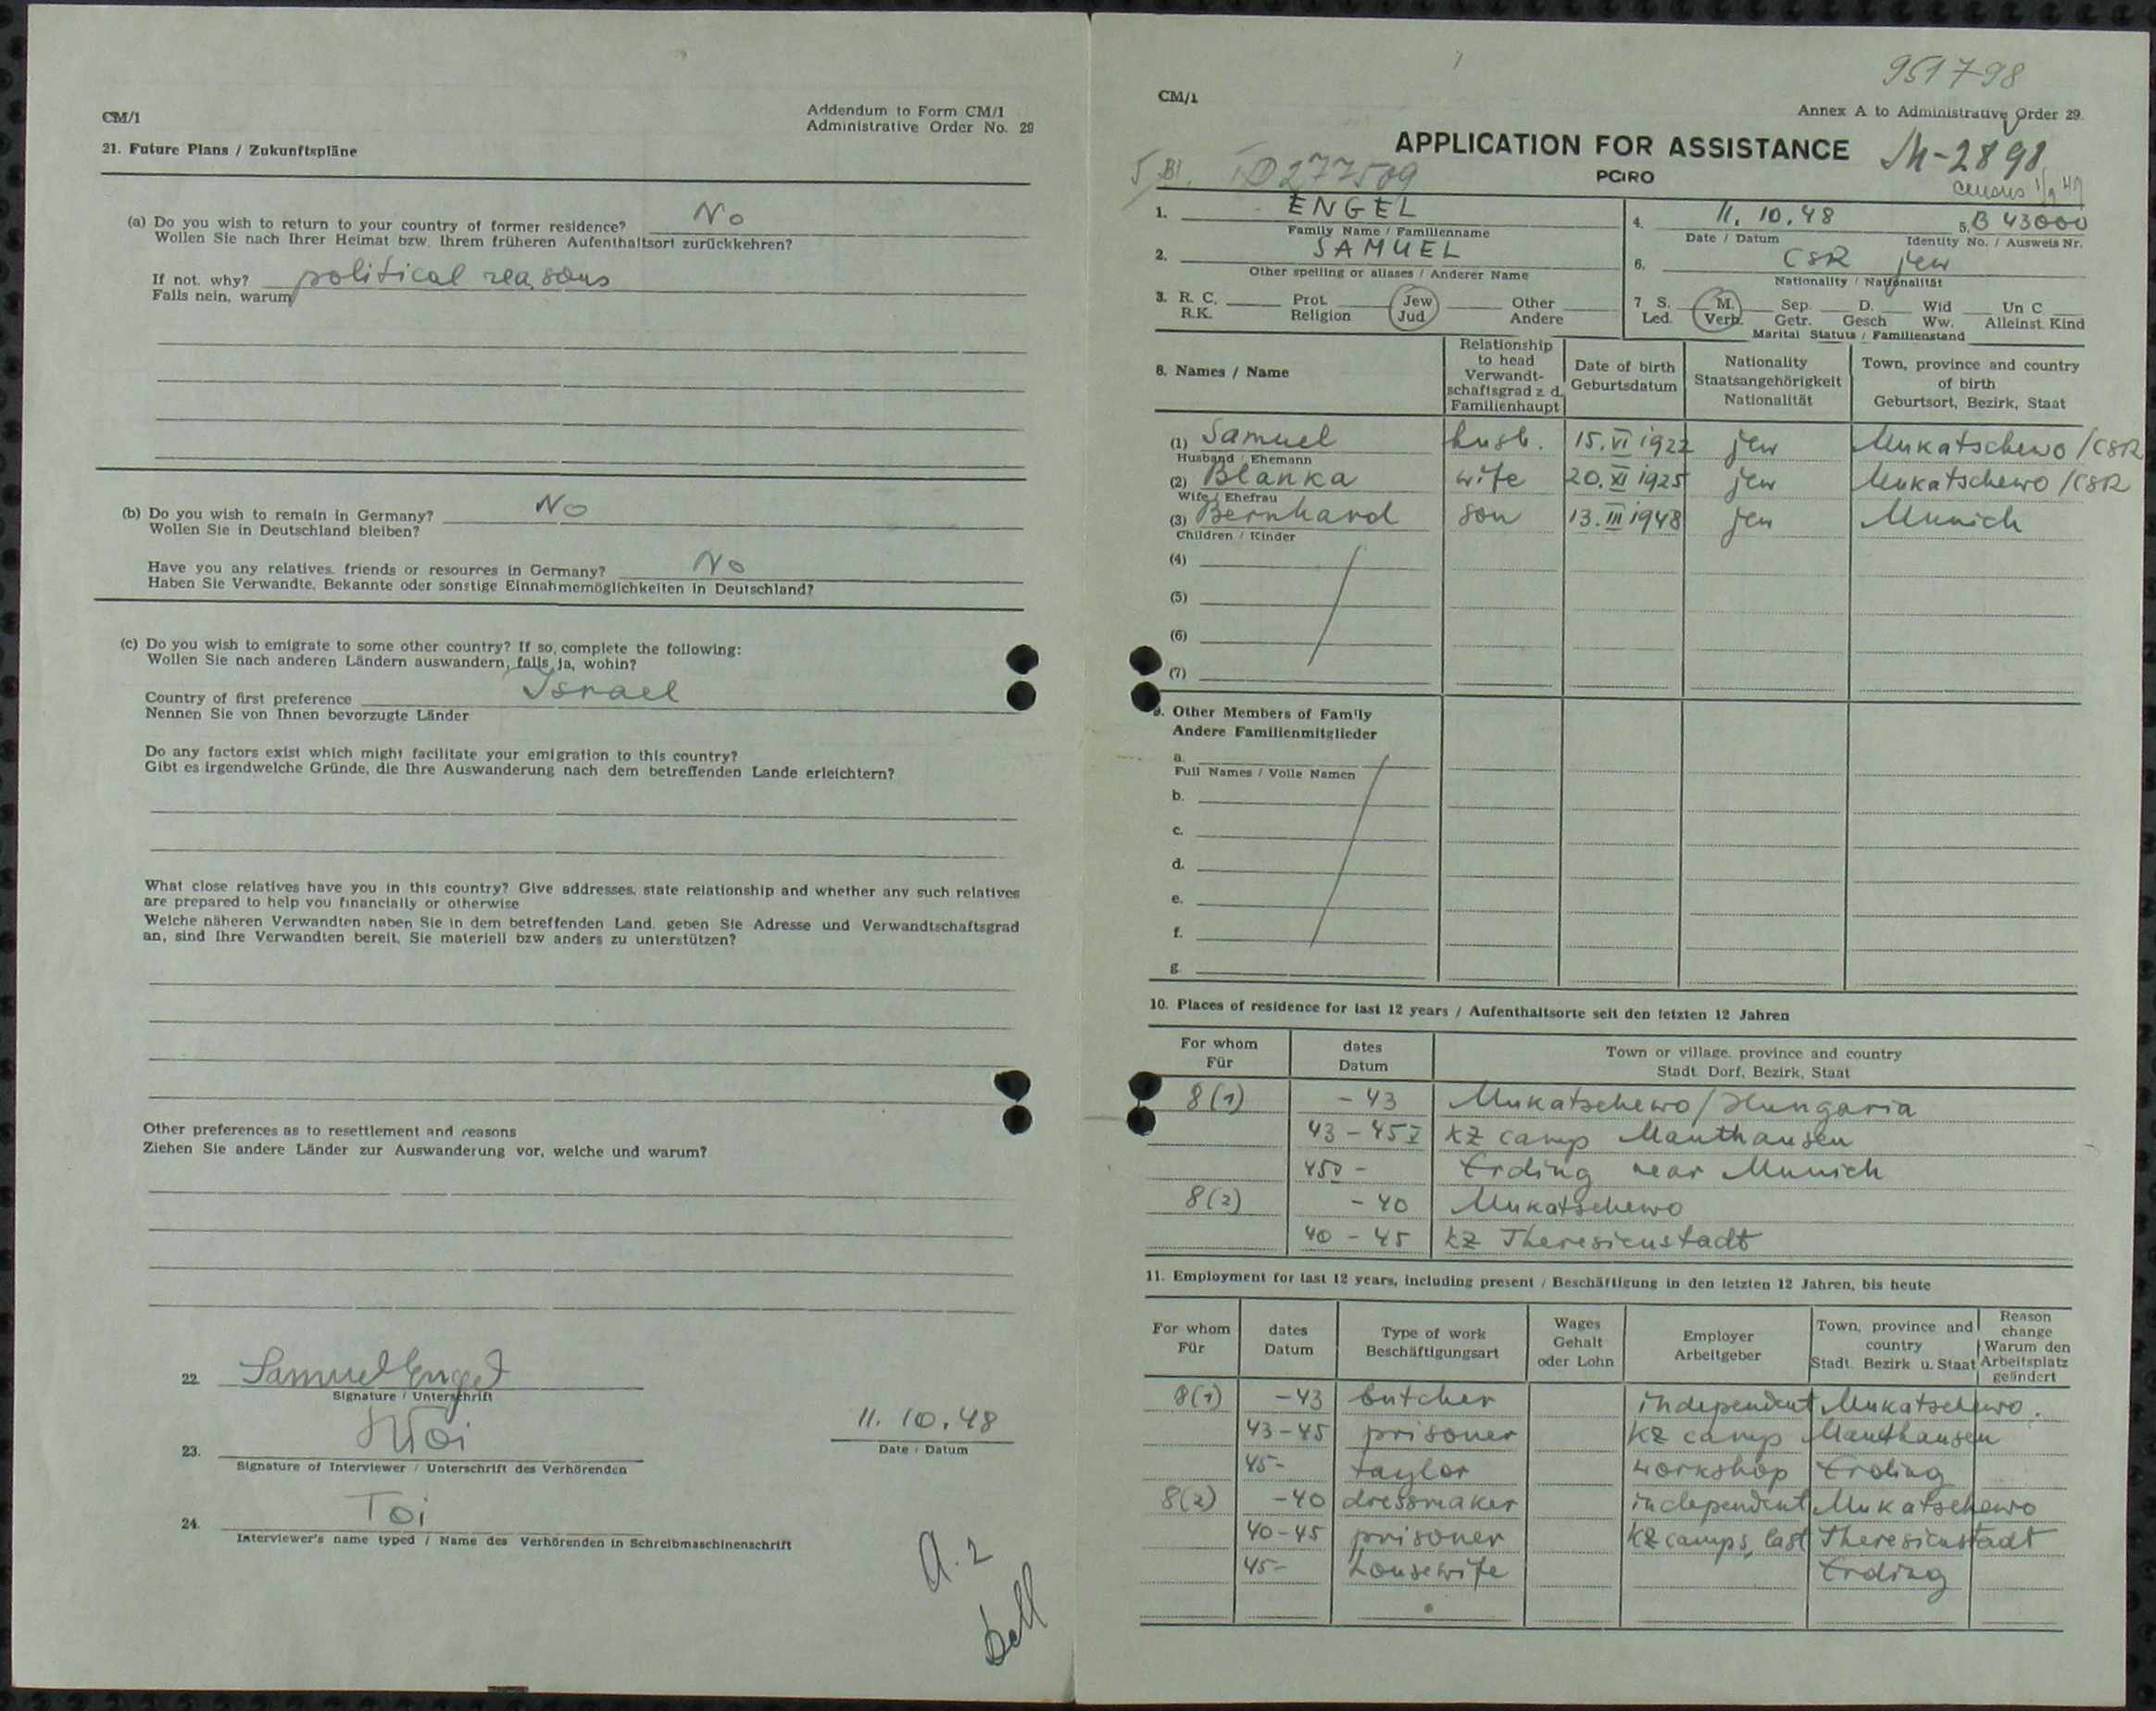 CM/1
Addendum to Form CM/1
Administrative Order No. 29
21. Future Plans / Zukunftspläne
(a) Do you wish to return to your country of former residence? No
Wollen Sie nach Ihrer Heimat bzw. Ihrem früheren Aufenthaltsort zurückkehren?
If not, why? political reasons
Falls nein, warum
(b) Do you wish to remain in Germany? No
Wollen Sie in Deutschland bleiben?
Have you any relatives, friends or resources in Germany? No
Haben Sie Verwandte, Bekannte oder sonstige Einnahmemöglichkeiten in Deutschland?
(c) Do you wish to emigrate to some other country? If so, complete the following:
Wollen Sie nach anderen Ländern auswandern, falls ja, wohin?
Country of first preference Israel
Nennen Sie von Ihnen bevorzugte Länder
Do any factors exist which might facilitate your emigration to this country?
Gibt es irgendwelche Gründe, die Ihre Auswanderung nach dem betreffenden Lande erleichtern?
What close relatives have you in this country? Give addresses, state relationship and whether any such relatives
are prepared to help you financially or otherwise
Welche näheren Verwandten haben Sie in dem betreffenden Land, geben Sie Adresse und Verwandtschaftsgrad
an, sind Ihre Verwandten bereit, Sie materiell bzw anders zu unterstützen?
Other preferences as to resettlement and reasons
Ziehen Sie andere Länder zur Auswanderung vor, welche und warum?
22. Samuel Engel
Signature / Unterschrift
11. 10. 48
Date / Datum
23.
Signature of Interviewer / Unterschrift des Verhörenden
24. Toi
Interviewer's name typed / Name des Verhörenden in Schreibmaschinenschrift
a. 2
951798
CM/1
Annex A to Administrative Order 29.
APPLICATION FOR ASSISTANCE M-2898
5 Bl. D277509 PCIRO
census 1/9 49
1. ENGEL
Family Name / Familienname
4. 11. 10. 48 5. B 43000
Date / Datum Identity No. / Ausweis Nr.
2. SAMUEL
Other spelling or aliases / Anderer Name
6. CSR jew
Nationality / Nationalität
3. R. C. Prot. Jew Other
R.K. Religion Jud Andere
7 S. M. Sep. D. Wid Un C
Led. Verh. Getr. Gesch Ww. Alleinst. Kind
Marital Status / Familienstand
8. Names / Name
Relationship
to head
Verwandt-
schaftsgrad z. d.
Familienhaupt
Date of birth
Geburtsdatum
Nationality
Staatsangehörigkeit
Nationalität
Town, province and country
of birth
Geburtsort, Bezirk, Staat
(1) Samuel husb. 15. VI 1922 jew Mukatschewo /CSR
Husband / Ehemann
(2) Blanka wife 20. XI 1925 jew Mukatschewo /CSR
Wife / Ehefrau
(3) Bernhard son 13. III 1948 jew Munich
Children / Kinder
(4)
(5)
(6)
(7)
9. Other Members of Family
Andere Familienmitglieder
a.
Full Names / Volle Namen
b.
c.
d.
e.
f.
g.
10. Places of residence for last 12 years / Aufenthaltsorte seit den letzten 12 Jahren
For whom dates Town or village, province and country
Für Datum Stadt. Dorf, Bezirk, Staat
8(1) - 43 Mukatschewo/Hungaria
43 - 45 V KZ camp Mauthausen
45 V - Erding near Munich
8(2) - 40 Mukatschewo
40 - 45 KZ Theresienstadt
11. Employment for last 12 years, including present / Beschäftigung in den letzten 12 Jahren, bis heute
For whom
Für
dates
Datum
Type of work
Beschäftigungsart
Wages
Gehalt
oder Lohn
Employer
Arbeitgeber
Town, province and
country
Stadt. Bezirk u. Staat
Reason
change
Warum den
Arbeitsplatz
geändert
8(1) -43 butcher independent Mukatschewo.
43-45 prisoner KZ camp Mauthausen
45- taylor workshop Erding
8(2) -40 dressmaker independent Mukatschewo
40-45 prisoner KZ camps, last Theresienstadt
45- housewife Erding